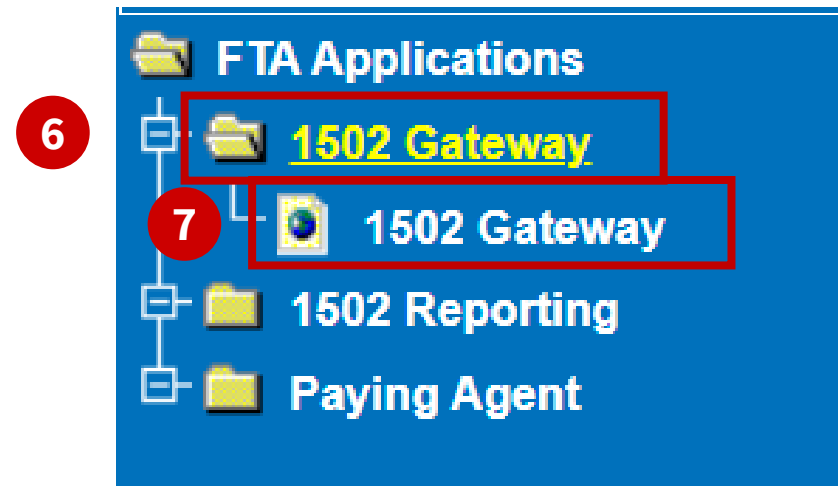 FTA Applications
6 1502 Gateway
7 1502 Gateway
1502 Reporting
Paying Agent